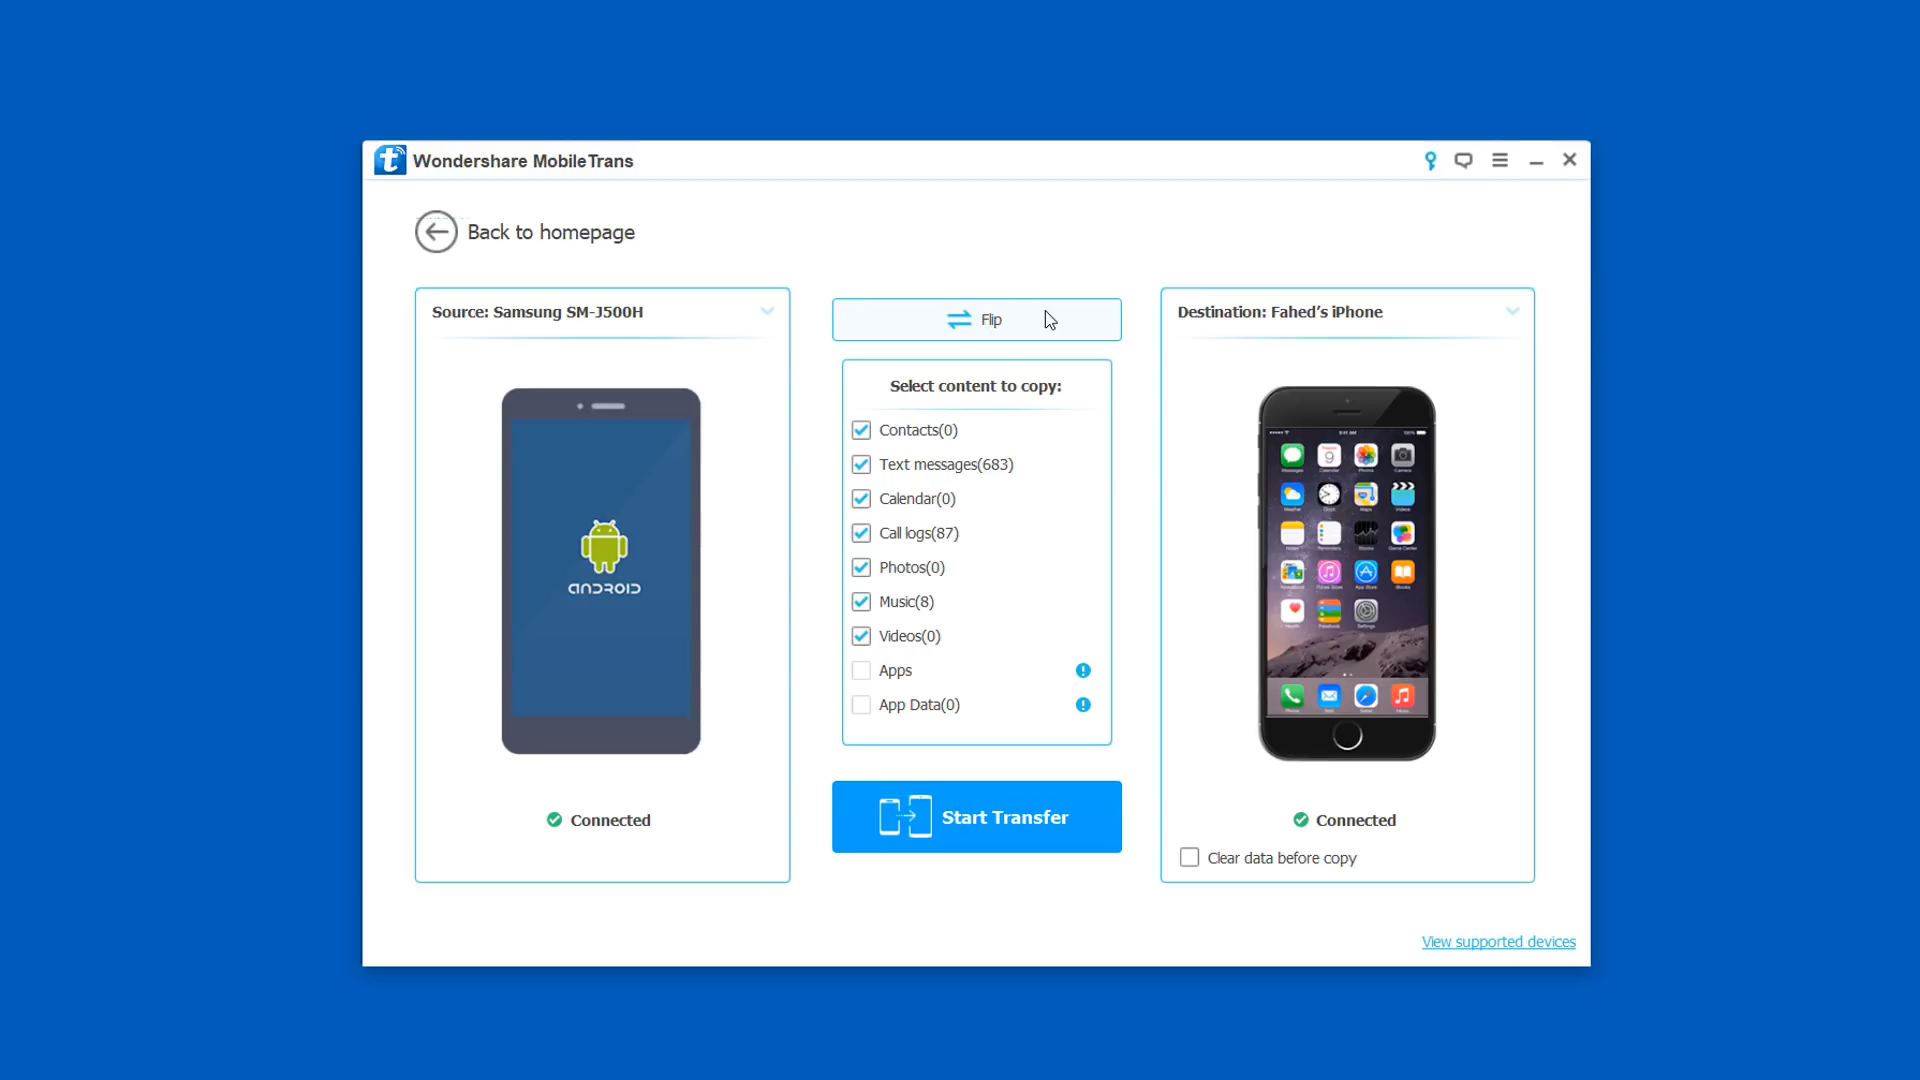 Wondershare MobileTrans
Back to homepage
Source: Samsung SM-J500H
Flip
Destination: Fahed's iPhone
Select content to copy:
Contacts(0)
Text messages(683)
Calendar(0)
Call logs(87)
Photos(0)
Music(8)
Videos(0)
Apps
App Data(0)
ANDROID
Start Transfer
Connected
Connected
Clear data before copy
View supported devices